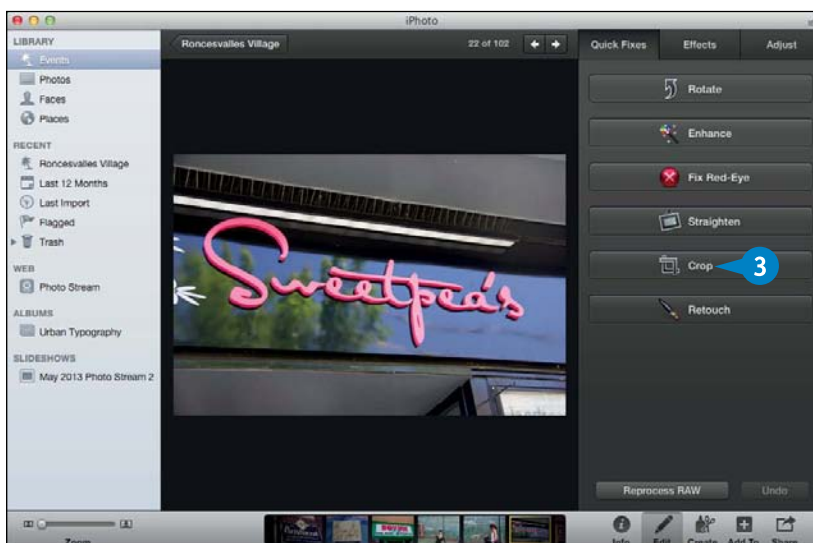 iPhoto
LIBRARY
Events
Photos
Faces
Places
RECENT
Roncesvalles Village
Last 12 Months
Last Import
Flagged
Trash
WEB
Photo Stream
ALBUMS
Urban Typography
SLIDESHOWS
May 2013 Photo Stream 2
Zoom
Roncesvalles Village 22 of 102
Sweetpea's
Quick Fixes Effects Adjust
Rotate
Enhance
Fix Red-Eye
Straighten
Crop 3
Retouch
Reprocess RAW Undo
Info Edit Create Add To Share